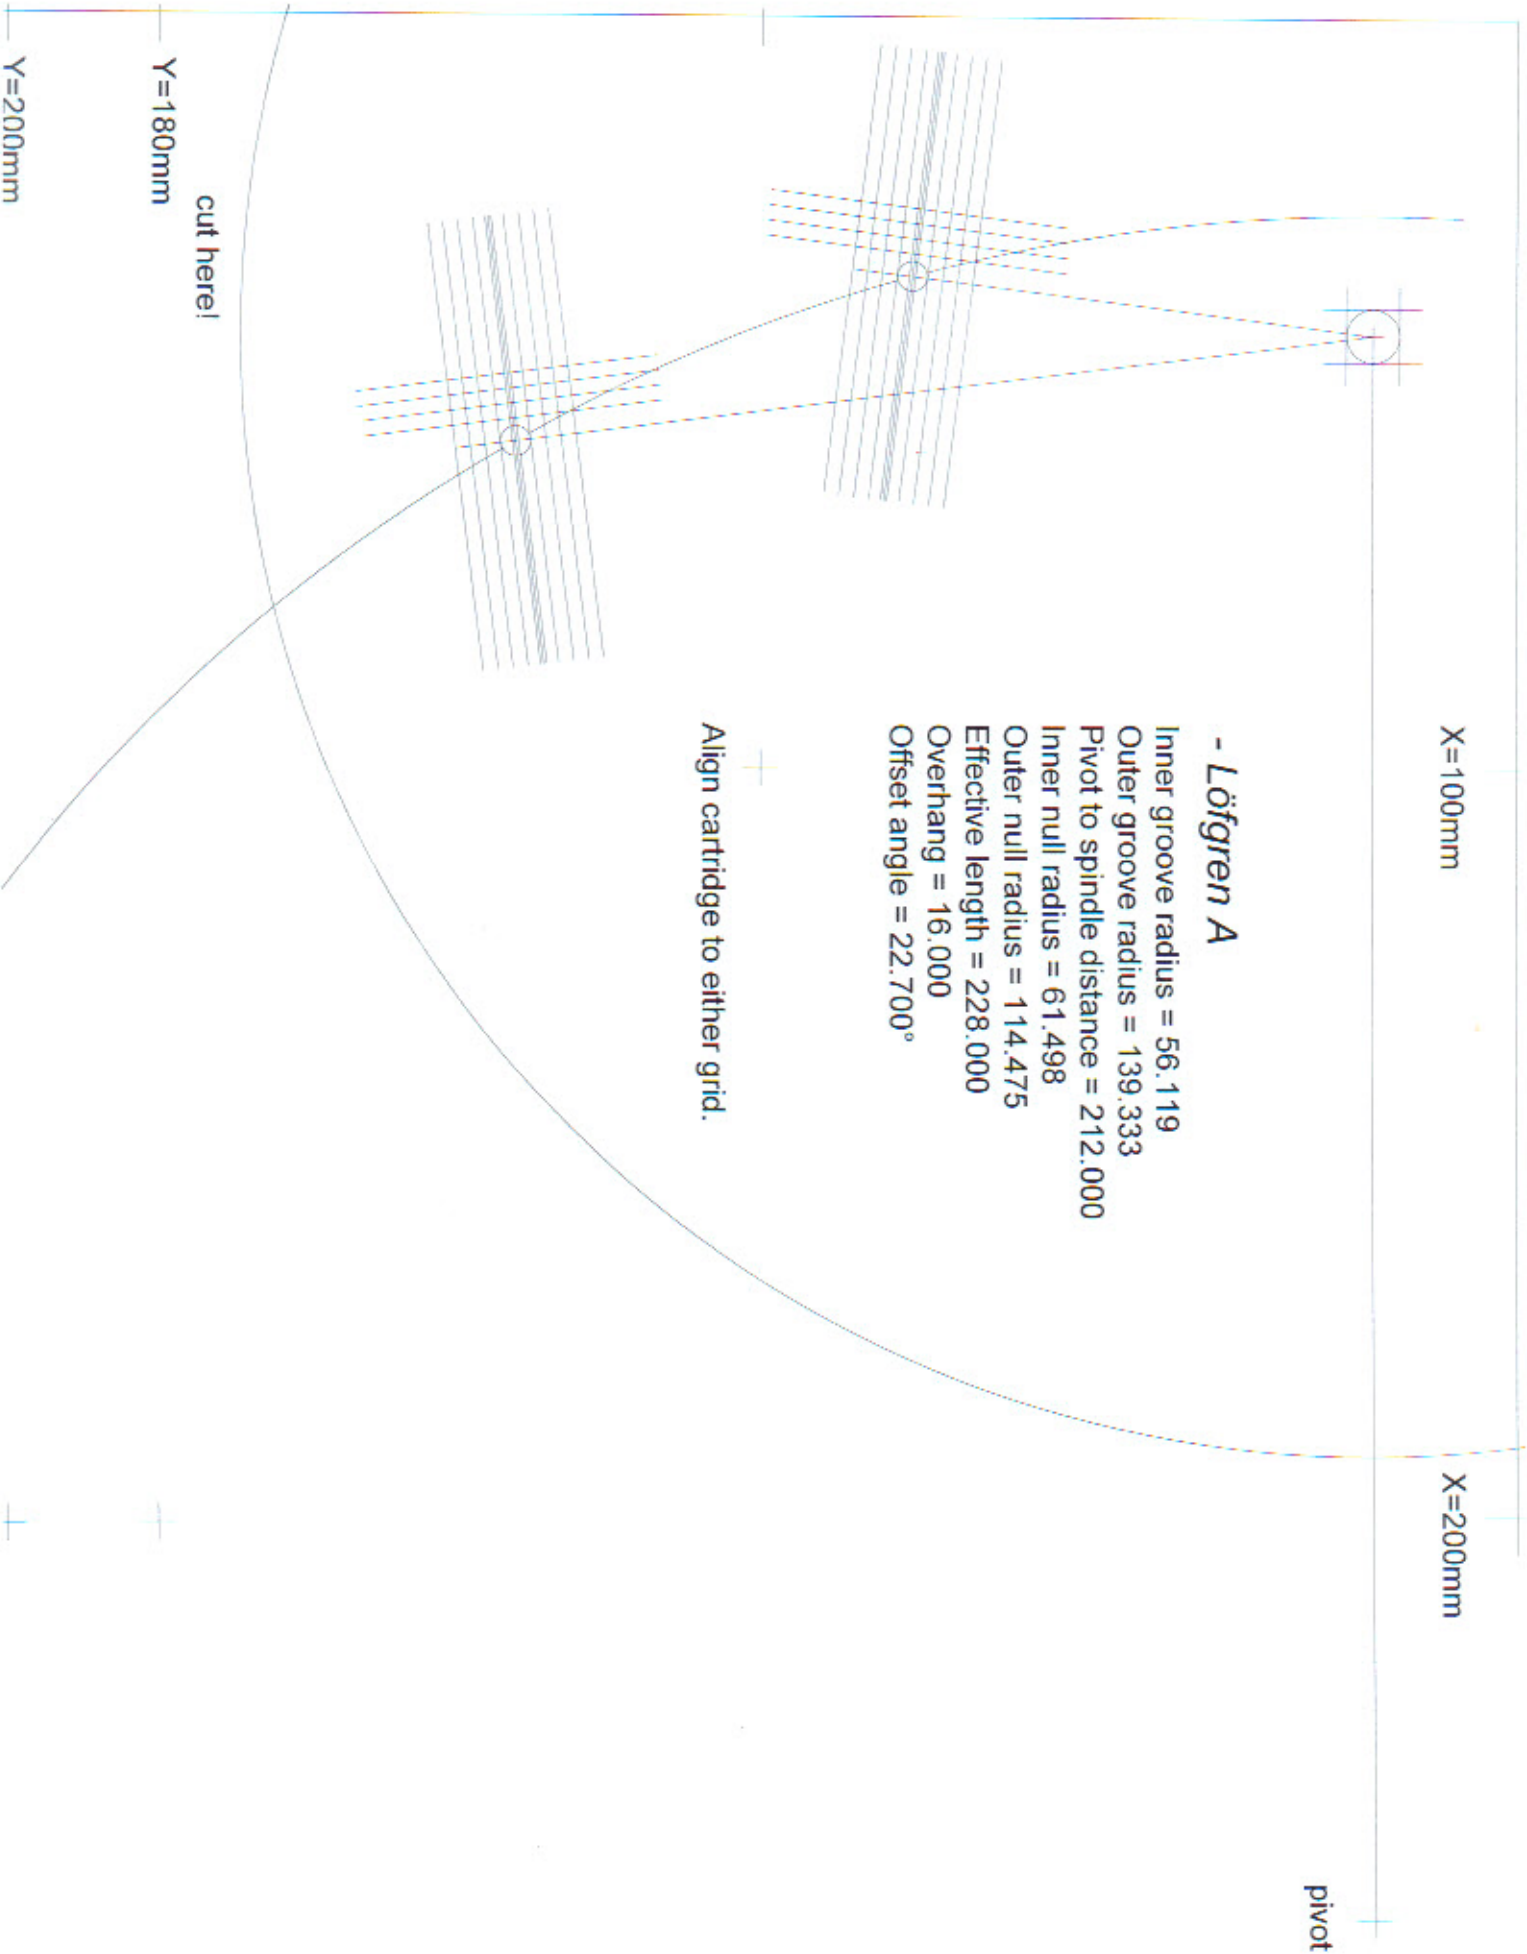 X=100mm
X=200mm
pivot
- Löfgren A
Inner groove radius = 56.119
Outer groove radius = 139.333
Pivot to spindle distance = 212.000
Inner null radius = 61.498
Outer null radius = 114.475
Effective length = 228.000
Overhang = 16.000
Offset angle = 22.700°
Align cartridge to either grid.
cut here!
Y=180mm
Y=200mm